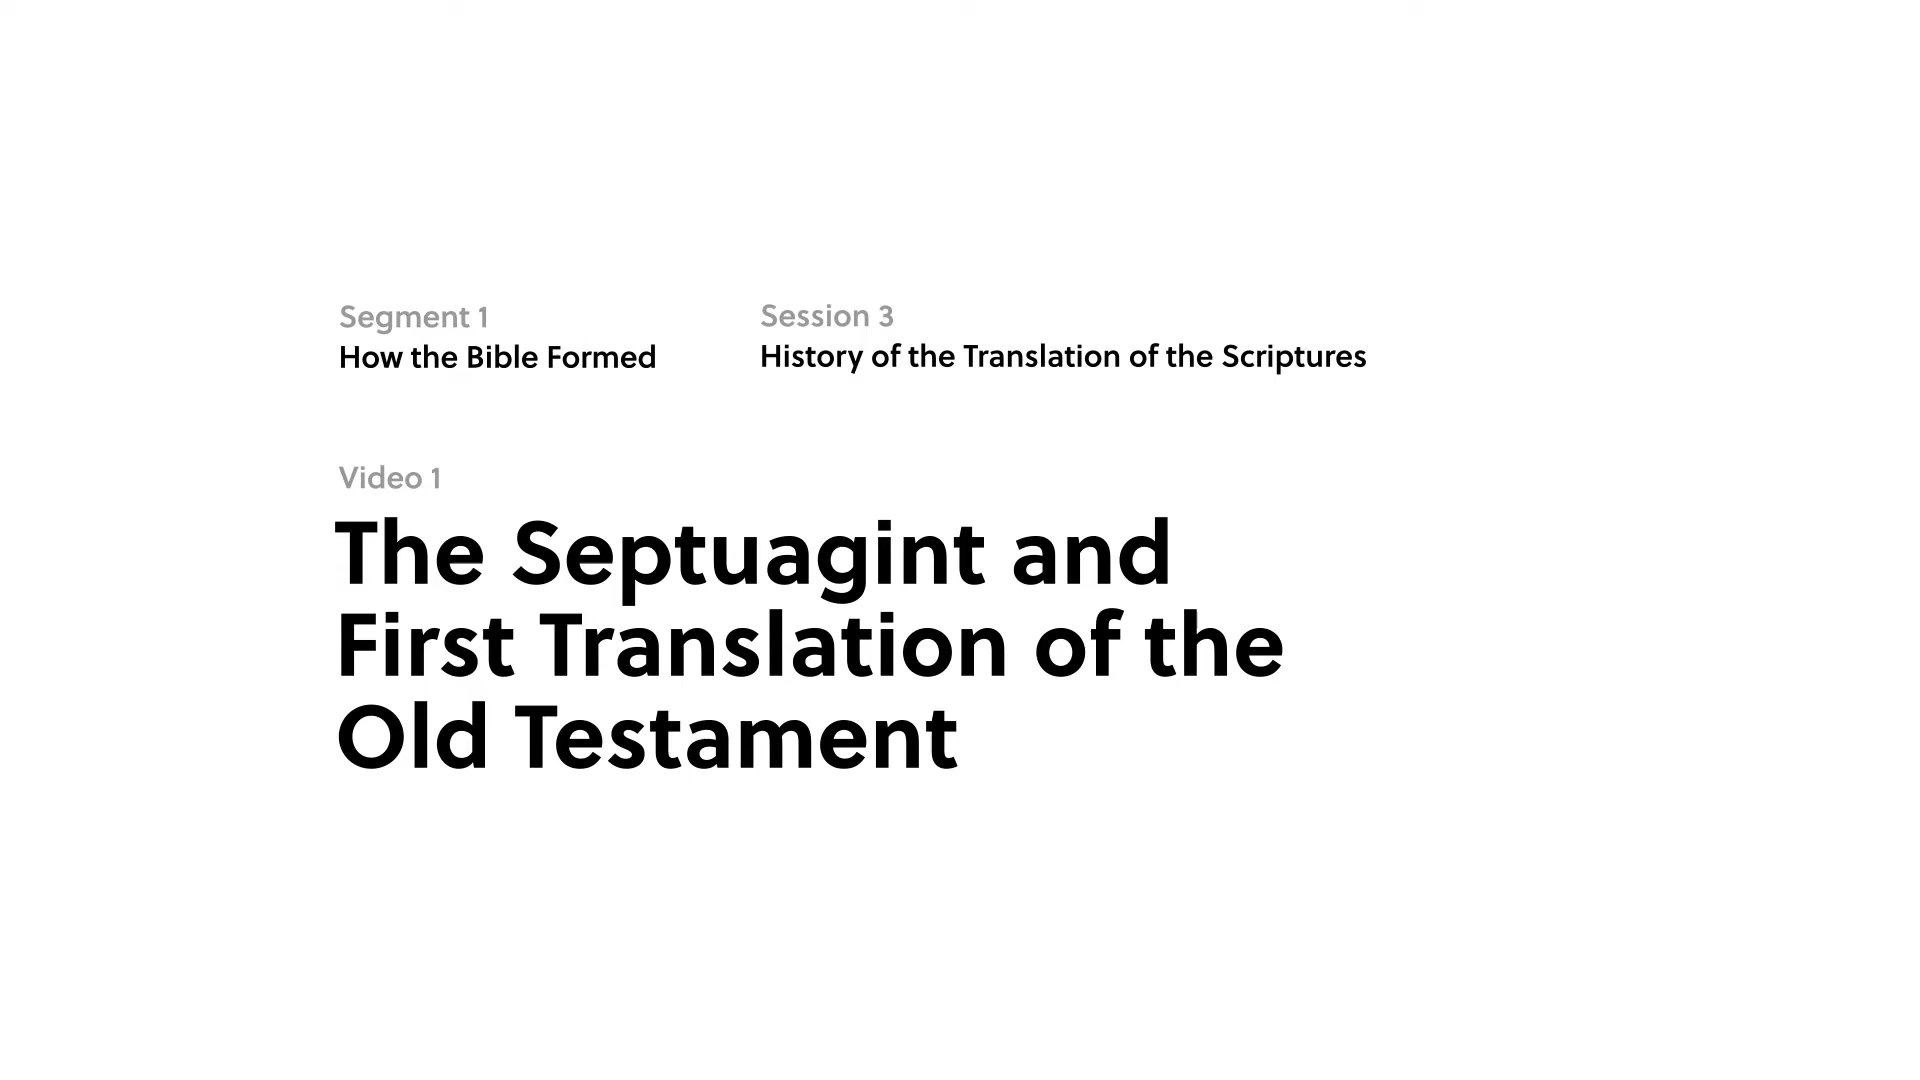 Segment 1
How the Bible Formed
Session 3
History of the Translation of the Scriptures
Video 1
The Septuagint and
First Translation of the
Old Testament